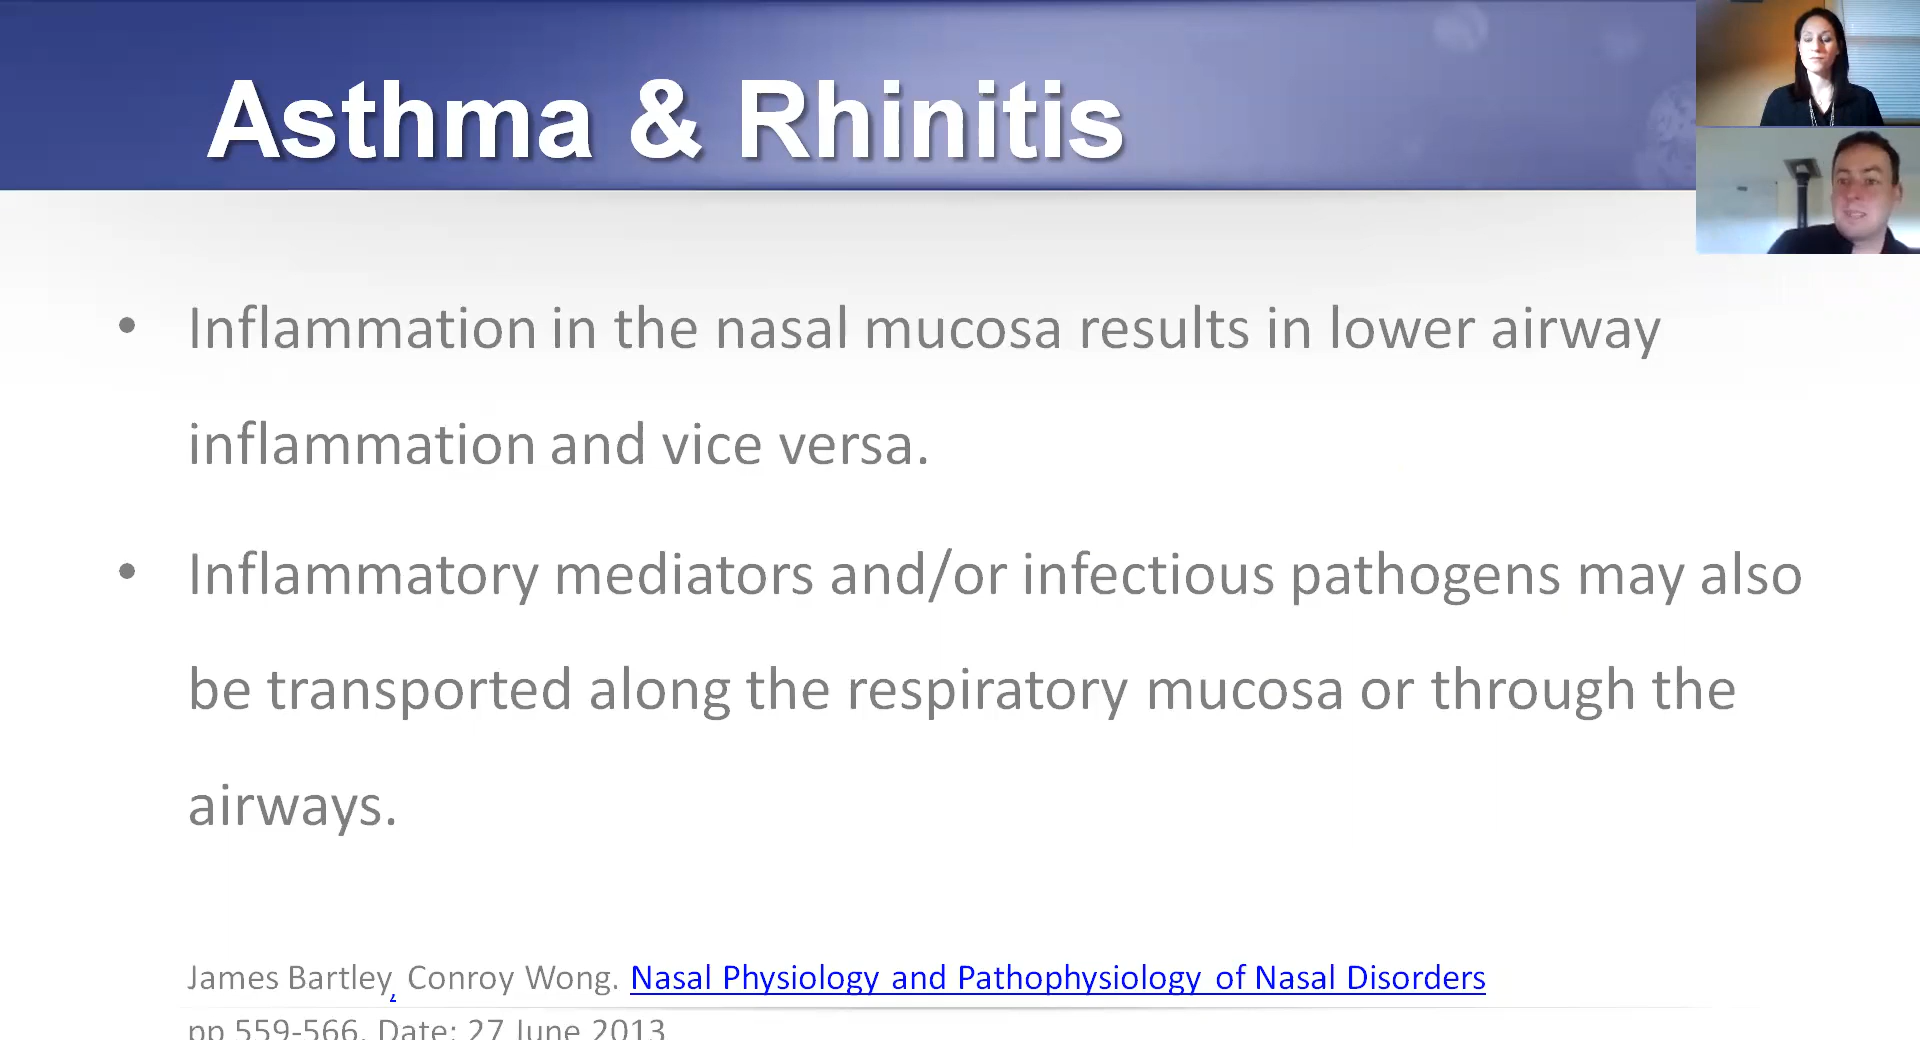 Asthma & Rhinitis
• Inflammation in the nasal mucosa results in lower airway
inflammation and vice versa.
• Inflammatory mediators and/or infectious pathogens may also
be transported along the respiratory mucosa or through the
airways.
James Bartley, Conroy Wong. Nasal Physiology and Pathophysiology of Nasal Disorders
pp 559-566. Date: 27 June 2013